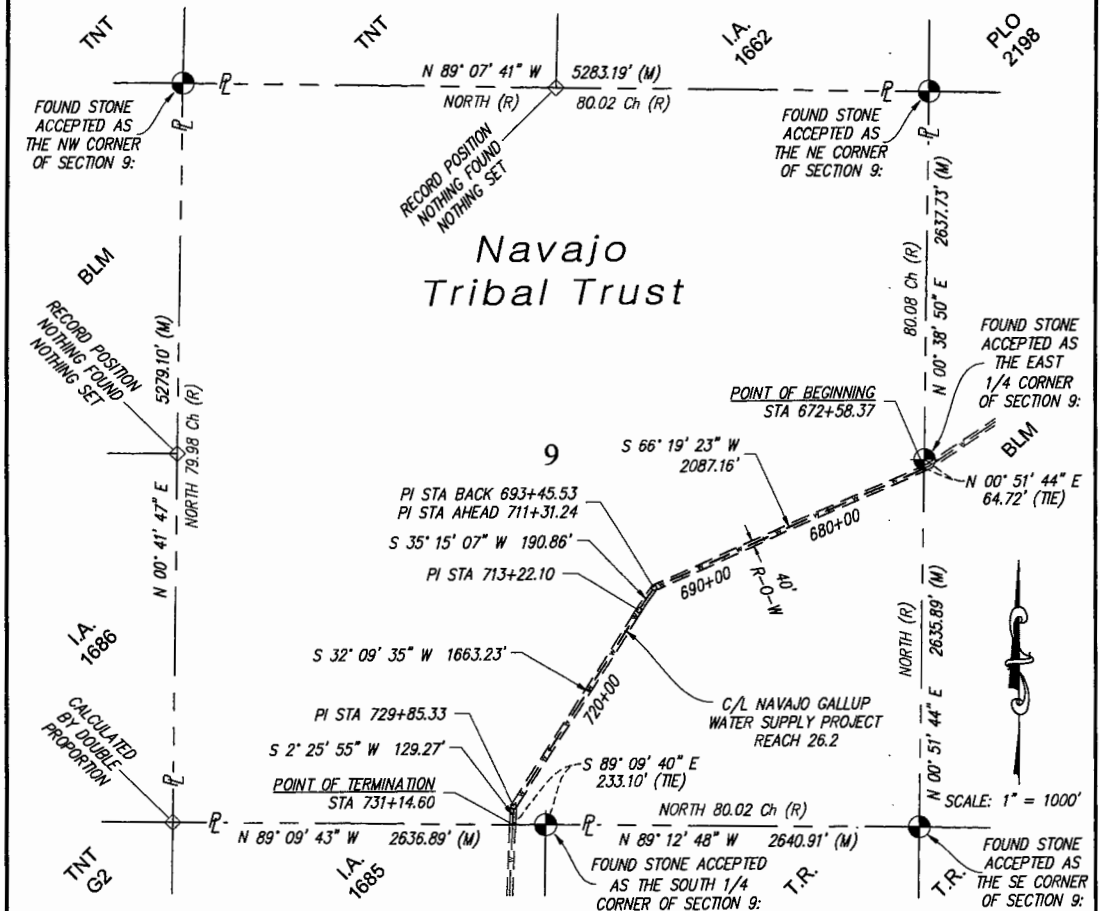 TNT
TNT
I.A.
1662
PLO
2198
N 89° 07' 41" W 5283.19' (M)
NORTH (R) 80.02 Ch (R)
PL
PL
FOUND STONE
ACCEPTED AS
THE NW CORNER
OF SECTION 9:
RECORD POSITION
NOTHING FOUND
NOTHING SET
FOUND STONE
ACCEPTED AS
THE NE CORNER
OF SECTION 9:
PL
PL
Navajo
Tribal Trust
BLM
RECORD POSITION
NOTHING FOUND
NOTHING SET
N 00° 41' 47" E 5279.10' (M)
NORTH 79.98 Ch (R)
80.08 Ch (R)
N 00° 38' 50" E 2637.73' (M)
FOUND STONE
ACCEPTED AS
THE EAST
1/4 CORNER
OF SECTION 9:
POINT OF BEGINNING
STA 672+58.37
BLM
9
S 66° 19' 23" W
2087.16'
N 00° 51' 44" E
64.72' (TIE)
PI STA BACK 693+45.53
PI STA AHEAD 711+31.24
680+00
S 35° 15' 07" W 190.86'
690+00
40'
R-O-W
PI STA 713+22.10
I.A.
1686
NORTH (R)
N 00° 51' 44" E 2635.89' (M)
S 32° 09' 35" W 1663.23'
720+00
C/L NAVAJO GALLUP
WATER SUPPLY PROJECT
REACH 26.2
CALCULATED
BY DOUBLE
PROPORTION
PI STA 729+85.33
S 2° 25' 55" W 129.27'
S 89° 09' 40" E
233.10' (TIE)
POINT OF TERMINATION
STA 731+14.60
SCALE: 1" = 1000'
PL
NORTH 80.02 Ch (R)
PL
PL
N 89° 09' 43" W 2636.89' (M)
N 89° 12' 48" W 2640.91' (M)
TNT
G2
I.A.
1685
FOUND STONE ACCEPTED
AS THE SOUTH 1/4
CORNER OF SECTION 9:
T.R.
T.R.
FOUND STONE
ACCEPTED AS
THE SE CORNER
OF SECTION 9: